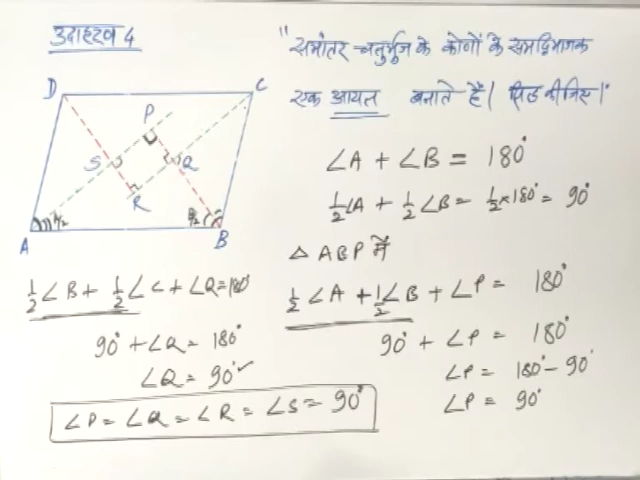 उदाहरण 4
"समांतर चतुर्भुज के कोणों के समद्विभाजक
एक आयत बनाते है। सिद्ध कीजिए।
D C
P
S Q
R
A/2 B/2
A B
∠A + ∠B = 180°
½∠A + ½∠B = ½×180° = 90°
△ ABP में
½∠A + ½∠B + ∠P = 180°
90° + ∠P = 180°
∠P = 180° - 90°
∠P = 90°
½∠B + ½∠C + ∠Q = 180°
90° + ∠Q = 180°
∠Q = 90° ✓
∠P = ∠Q = ∠R = ∠S = 90°